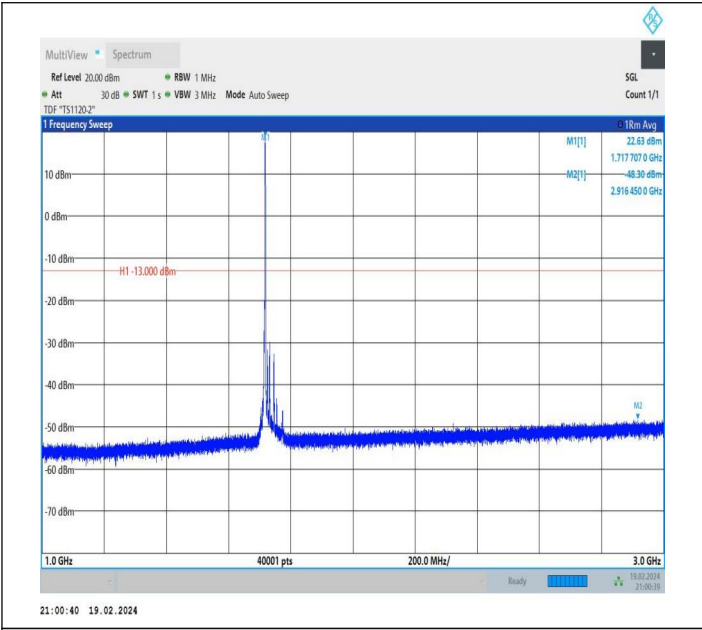 MultiView Spectrum
Ref Level 20.00 dBm RBW 1 MHz SGL
Att 30 dB SWT 1 s VBW 3 MHz Mode Auto Sweep Count 1/1
TDF "TS1120-2"
1 Frequency Sweep 1Rm Avg
M1 M1[1] 22.63 dBm
1.717 707 0 GHz
10 dBm M2[1] -48.30 dBm
2.916 450 0 GHz
0 dBm
-10 dBm
H1 -13.000 dBm
-20 dBm
-30 dBm
-40 dBm
M2
-50 dBm
-60 dBm
-70 dBm
1.0 GHz 40001 pts 200.0 MHz/ 3.0 GHz
Ready 19.02.2024
21:00:39
21:00:40 19.02.2024